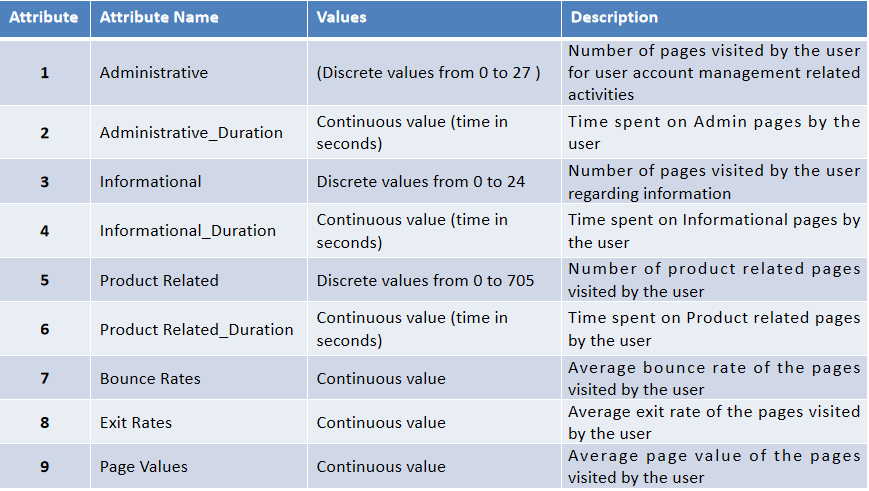 Attribute Attribute Name Values Description
1 Administrative (Discrete values from 0 to 27 ) Number of pages visited by the user
for user account management related
activities
2 Administrative_Duration Continuous value (time in
seconds) Time spent on Admin pages by the
user
3 Informational Discrete values from 0 to 24 Number of pages visited by the user
regarding information
4 Informational_Duration Continuous value (time in
seconds) Time spent on Informational pages by
the user
5 Product Related Discrete values from 0 to 705 Number of product related pages
visited by the user
6 Product Related_Duration Continuous value (time in
seconds) Time spent on Product related pages
by the user
7 Bounce Rates Continuous value Average bounce rate of the pages
visited by the user
8 Exit Rates Continuous value Average exit rate of the pages visited
by the user
9 Page Values Continuous value Average page value of the pages
visited by the user